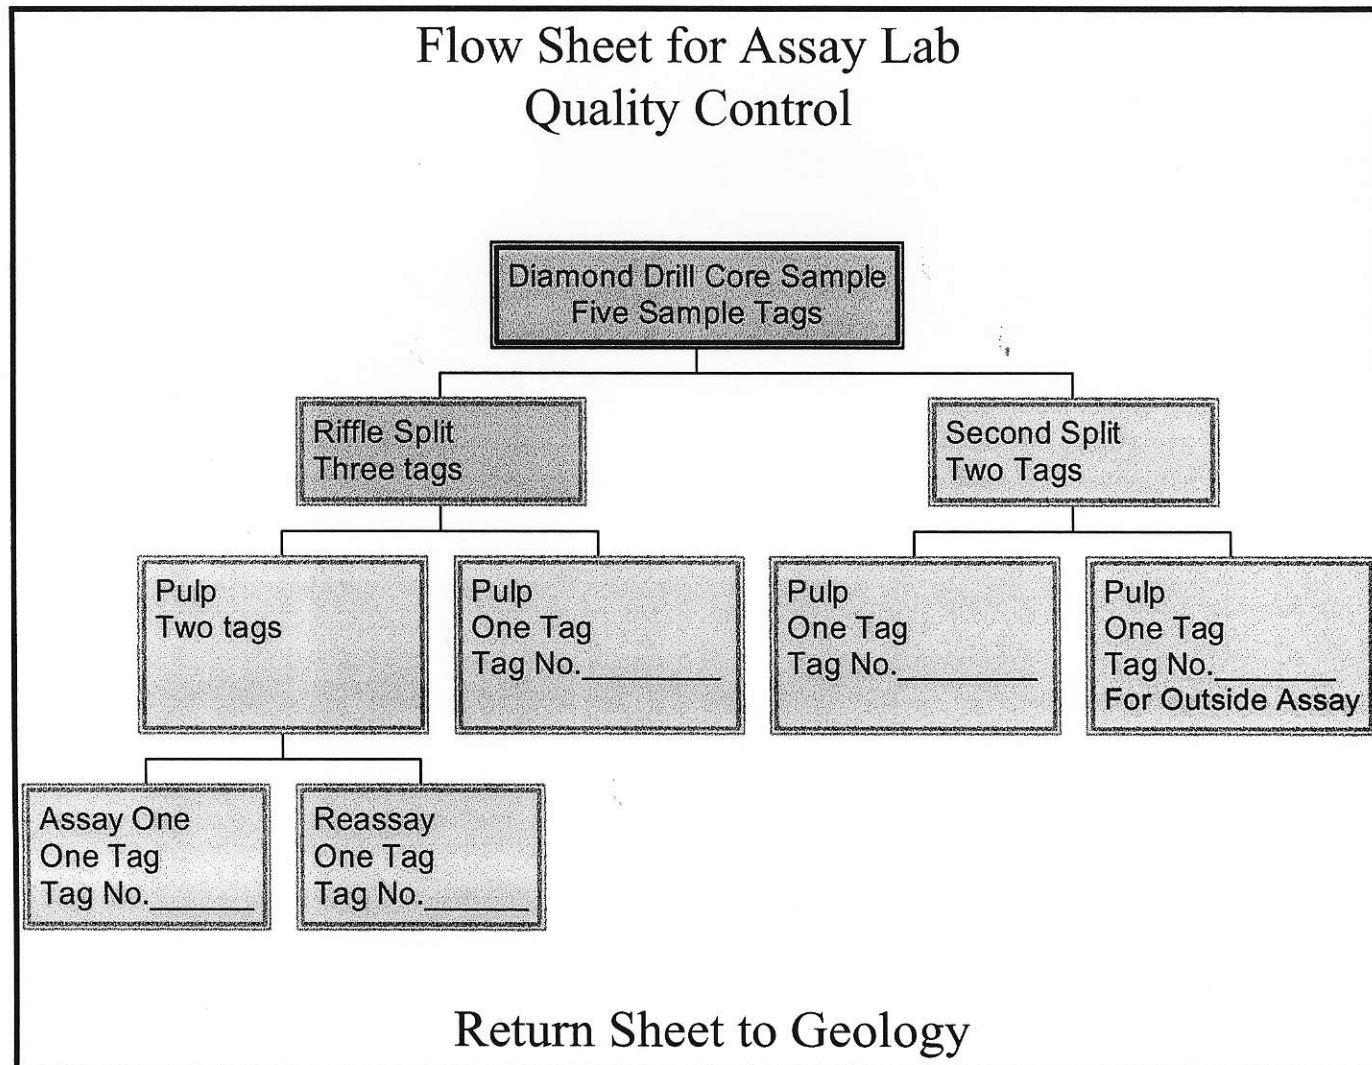 Flow Sheet for Assay Lab
Quality Control
Diamond Drill Core Sample
Five Sample Tags
Riffle Split
Three tags
Second Split
Two Tags
Pulp
Two tags
Pulp
One Tag
Tag No.________
Pulp
One Tag
Tag No.________
Pulp
One Tag
Tag No._______
For Outside Assay
Assay One
One Tag
Tag No.______
Reassay
One Tag
Tag No.______
Return Sheet to Geology